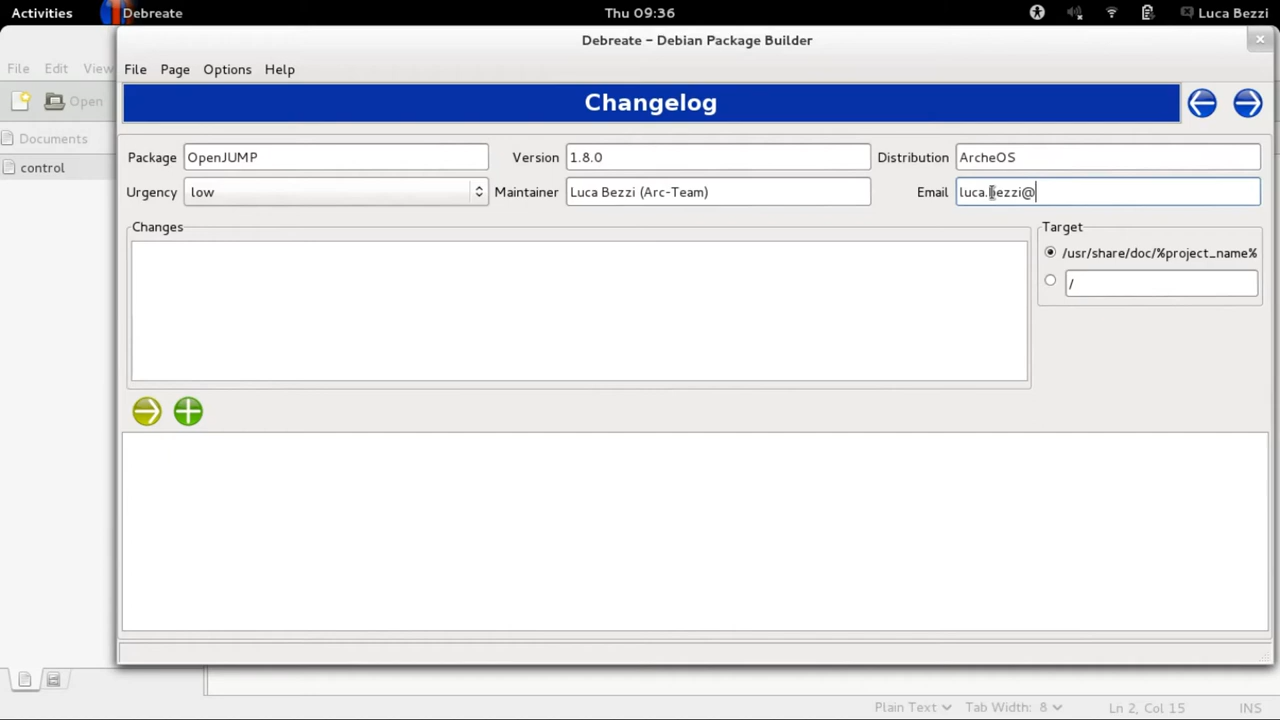 Activities Debreate Thu 09:36 Luca Bezzi
Debreate – Debian Package Builder
File Edit View
File Page Options Help
Open
Changelog
Documents
control
Package OpenJUMP Version 1.8.0 Distribution ArcheOS
Urgency low Maintainer Luca Bezzi (Arc-Team) Email luca.bezzi@
Changes Target
/usr/share/doc/%project_name%
/
Plain Text Tab Width: 8 Ln 2, Col 15 INS